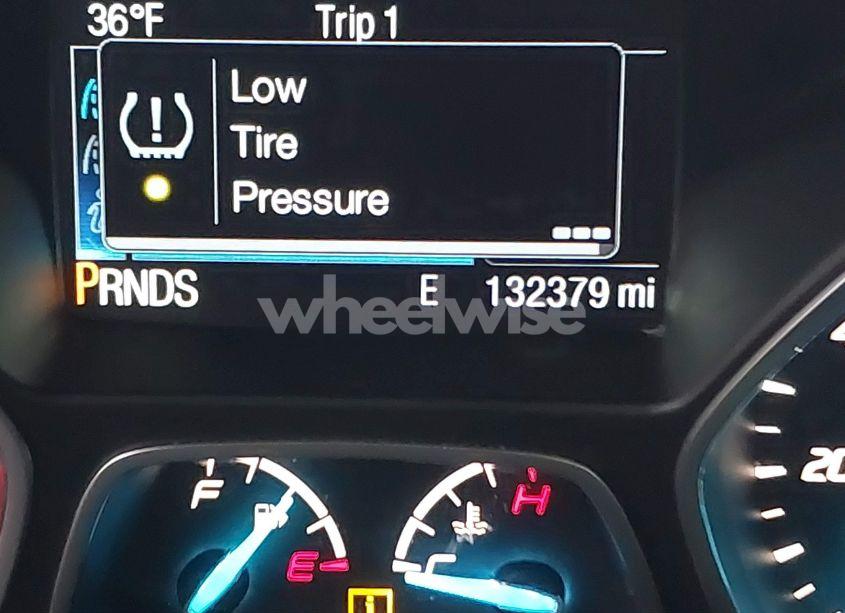 36°F Trip 1
!
Low
Tire
Pressure
---
PRNDS E 132379 mi
wheelwise
F H
E C
i